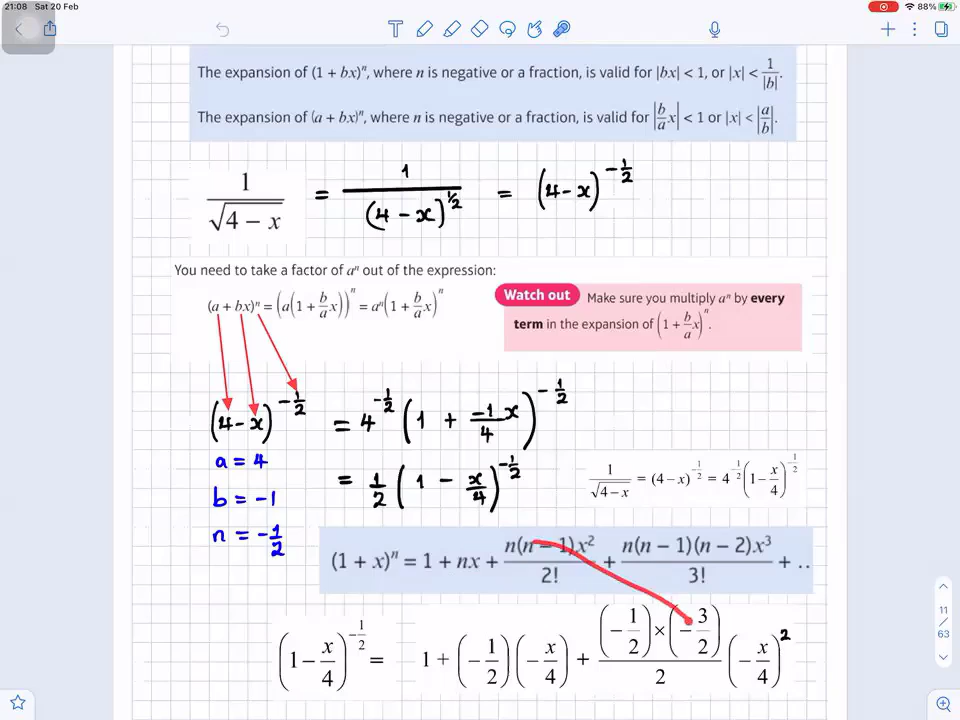 21:08 Sat 20 Feb 88%
The expansion of (1 + bx)ⁿ, where n is negative or a fraction, is valid for |bx| < 1, or |x| < 1/|b|.
The expansion of (a + bx)ⁿ, where n is negative or a fraction, is valid for |b/a x| < 1 or |x| < |a/b|.
1/√(4 − x) = 1/(4 − x)^(1/2) = (4 − x)^(−1/2)
You need to take a factor of aⁿ out of the expression:
(a + bx)ⁿ = (a(1 + b/a x))ⁿ = aⁿ(1 + b/a x)ⁿ
Watch out Make sure you multiply aⁿ by every
term in the expansion of (1 + b/a x)ⁿ.
(4 − x)^(−1/2) = 4^(−1/2) (1 + −1/4 x)^(−1/2)
a = 4
= 1/2 (1 − x/4)^(−1/2)
1/√(4−x) = (4−x)^(−1/2) = 4^(−1/2) (1 − x/4)^(−1/2)
b = −1
n = −1/2
(1 + x)ⁿ = 1 + nx + n(n − 1)x²/2! + n(n − 1)(n − 2)x³/3! + ..
(1 − x/4)^(−1/2) = 1 + (−1/2)(−x/4) + (−1/2) × (−3/2)/2 (−x/4)²
11
/
63